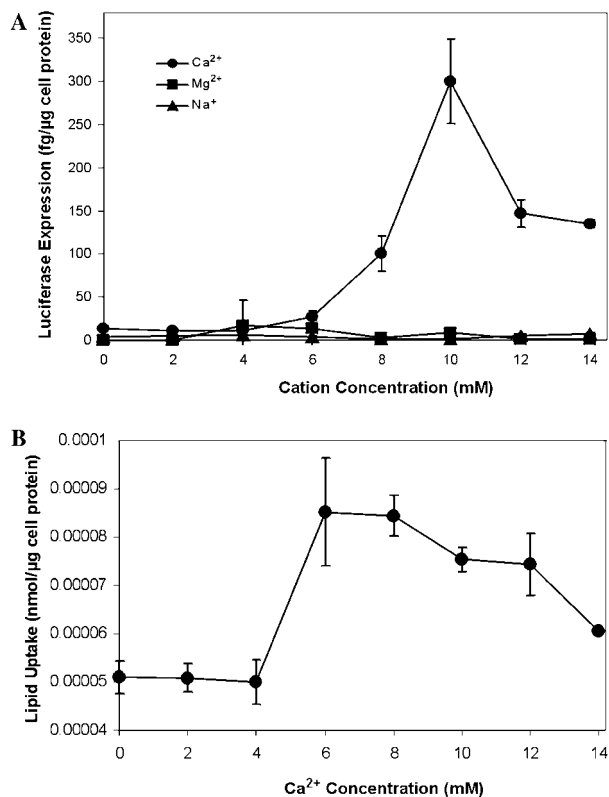 A
Luciferase Expression (fg/µg cell protein)
350
300
250
200
150
100
50
0
Ca²⁺
Mg²⁺
Na⁺
0 2 4 6 8 10 12 14
Cation Concentration (mM)
B
Lipid Uptake (nmol/µg cell protein)
0.0001
0.00009
0.00008
0.00007
0.00006
0.00005
0.00004
0 2 4 6 8 10 12 14
Ca²⁺ Concentration (mM)